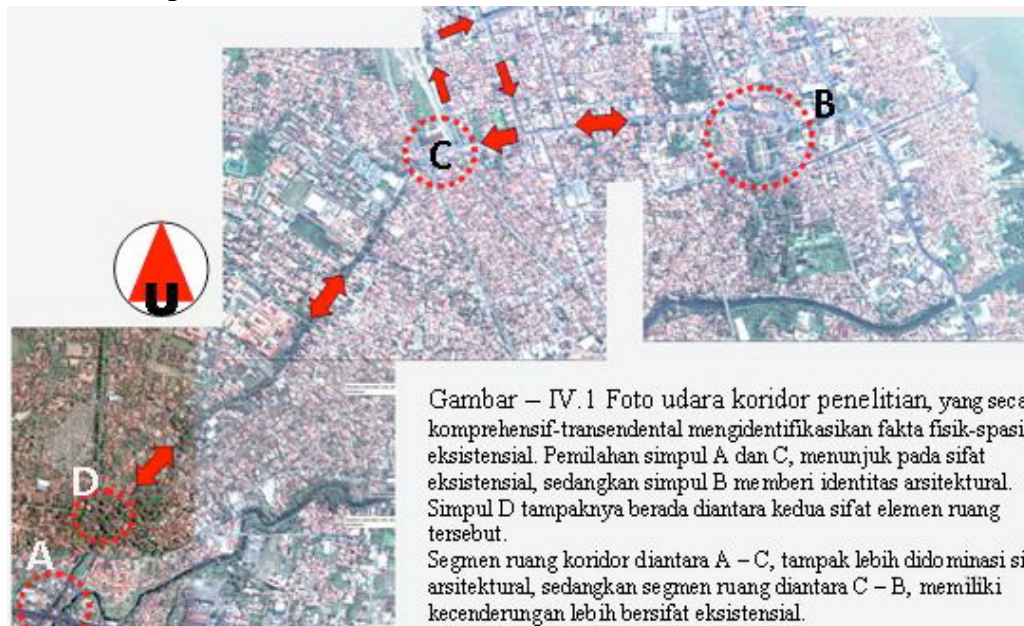 B
C
U
D
A
Gambar – IV.1 Foto udara koridor penelitian, yang seca
komprehensif-transendental mengidentifikasikan fakta fisik-spasi
eksistensial. Pemilahan simpul A dan C, menunjuk pada sifat
eksistensial, sedangkan simpul B memberi identitas arsitektural.
Simpul D tampaknya berada diantara kedua sifat elemen ruang
tersebut.
Segmen ruang koridor diantara A – C, tampak lebih didominasi si
arsitektural, sedangkan segmen ruang diantara C – B, memiliki
kecenderungan lebih bersifat eksistensial.